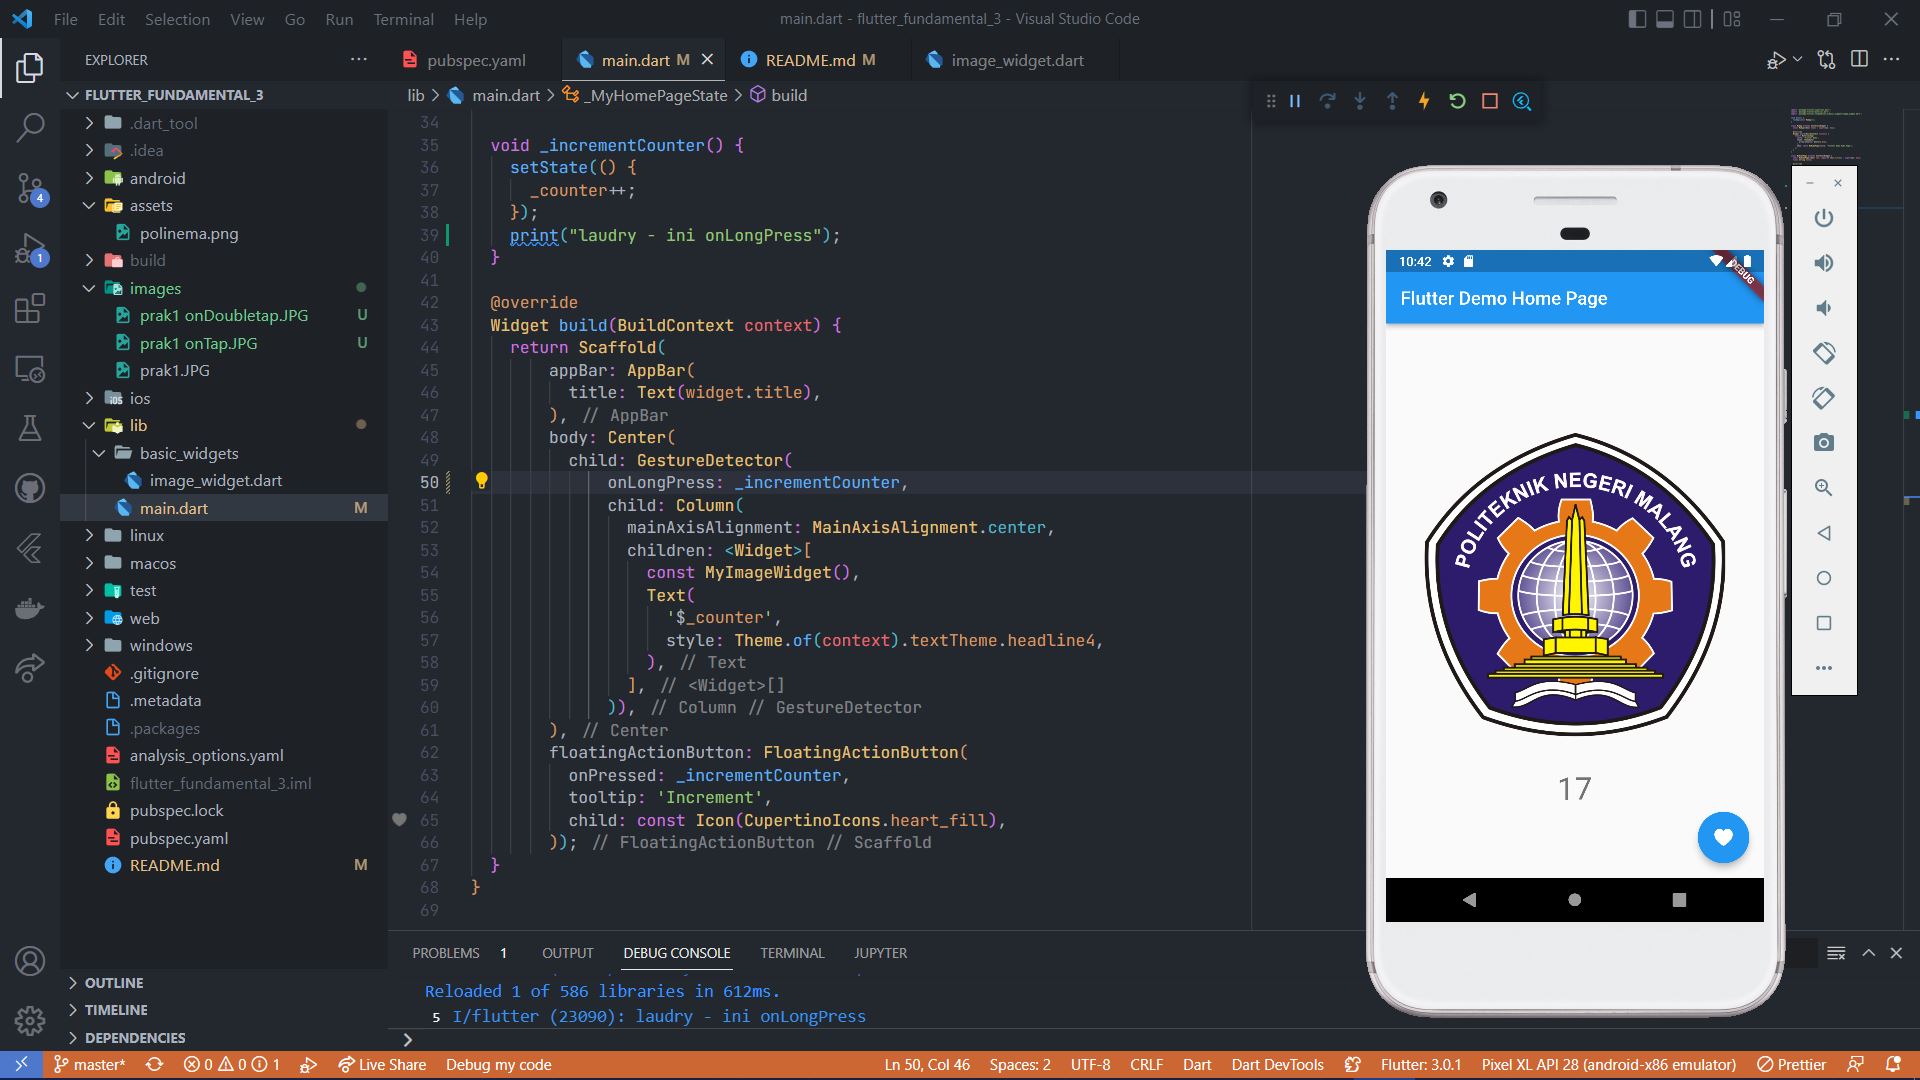 File Edit Selection View Go Run Terminal Help
main.dart - flutter_fundamental_3 - Visual Studio Code
EXPLORER
FLUTTER_FUNDAMENTAL_3
.dart_tool
.idea
android
assets
polinema.png
build
images
prak1 onDoubletap.JPG U
prak1 onTap.JPG U
prak1.JPG
ios
lib
basic_widgets
image_widget.dart
main.dart M
linux
macos
test
web
windows
.gitignore
.metadata
.packages
analysis_options.yaml
flutter_fundamental_3.iml
pubspec.lock
pubspec.yaml
README.md M
OUTLINE
TIMELINE
DEPENDENCIES
4
1
pubspec.yaml main.dart M README.md M image_widget.dart
lib > main.dart > _MyHomePageState > build
34
35 void _incrementCounter() {
36 setState(() {
37 _counter++;
38 });
39 print("laudry - ini onLongPress");
40 }
41
42 @override
43 Widget build(BuildContext context) {
44 return Scaffold(
45 appBar: AppBar(
46 title: Text(widget.title),
47 ), // AppBar
48 body: Center(
49 child: GestureDetector(
50 onLongPress: _incrementCounter,
51 child: Column(
52 mainAxisAlignment: MainAxisAlignment.center,
53 children: <Widget>[
54 const MyImageWidget(),
55 Text(
56 '$_counter',
57 style: Theme.of(context).textTheme.headline4,
58 ), // Text
59 ], // <Widget>[]
60 )), // Column // GestureDetector
61 ), // Center
62 floatingActionButton: FloatingActionButton(
63 onPressed: _incrementCounter,
64 tooltip: 'Increment',
65 child: const Icon(CupertinoIcons.heart_fill),
66 )); // FloatingActionButton // Scaffold
67 }
68 }
69
10:42
DEBUG
Flutter Demo Home Page
POLITEKNIK NEGERI MALANG
17
PROBLEMS 1 OUTPUT DEBUG CONSOLE TERMINAL JUPYTER
Reloaded 1 of 586 libraries in 612ms.
5 I/flutter (23090): laudry - ini onLongPress
>
master* 0 0 1 Live Share Debug my code Ln 50, Col 46 Spaces: 2 UTF-8 CRLF Dart Dart DevTools Flutter: 3.0.1 Pixel XL API 28 (android-x86 emulator) Prettier